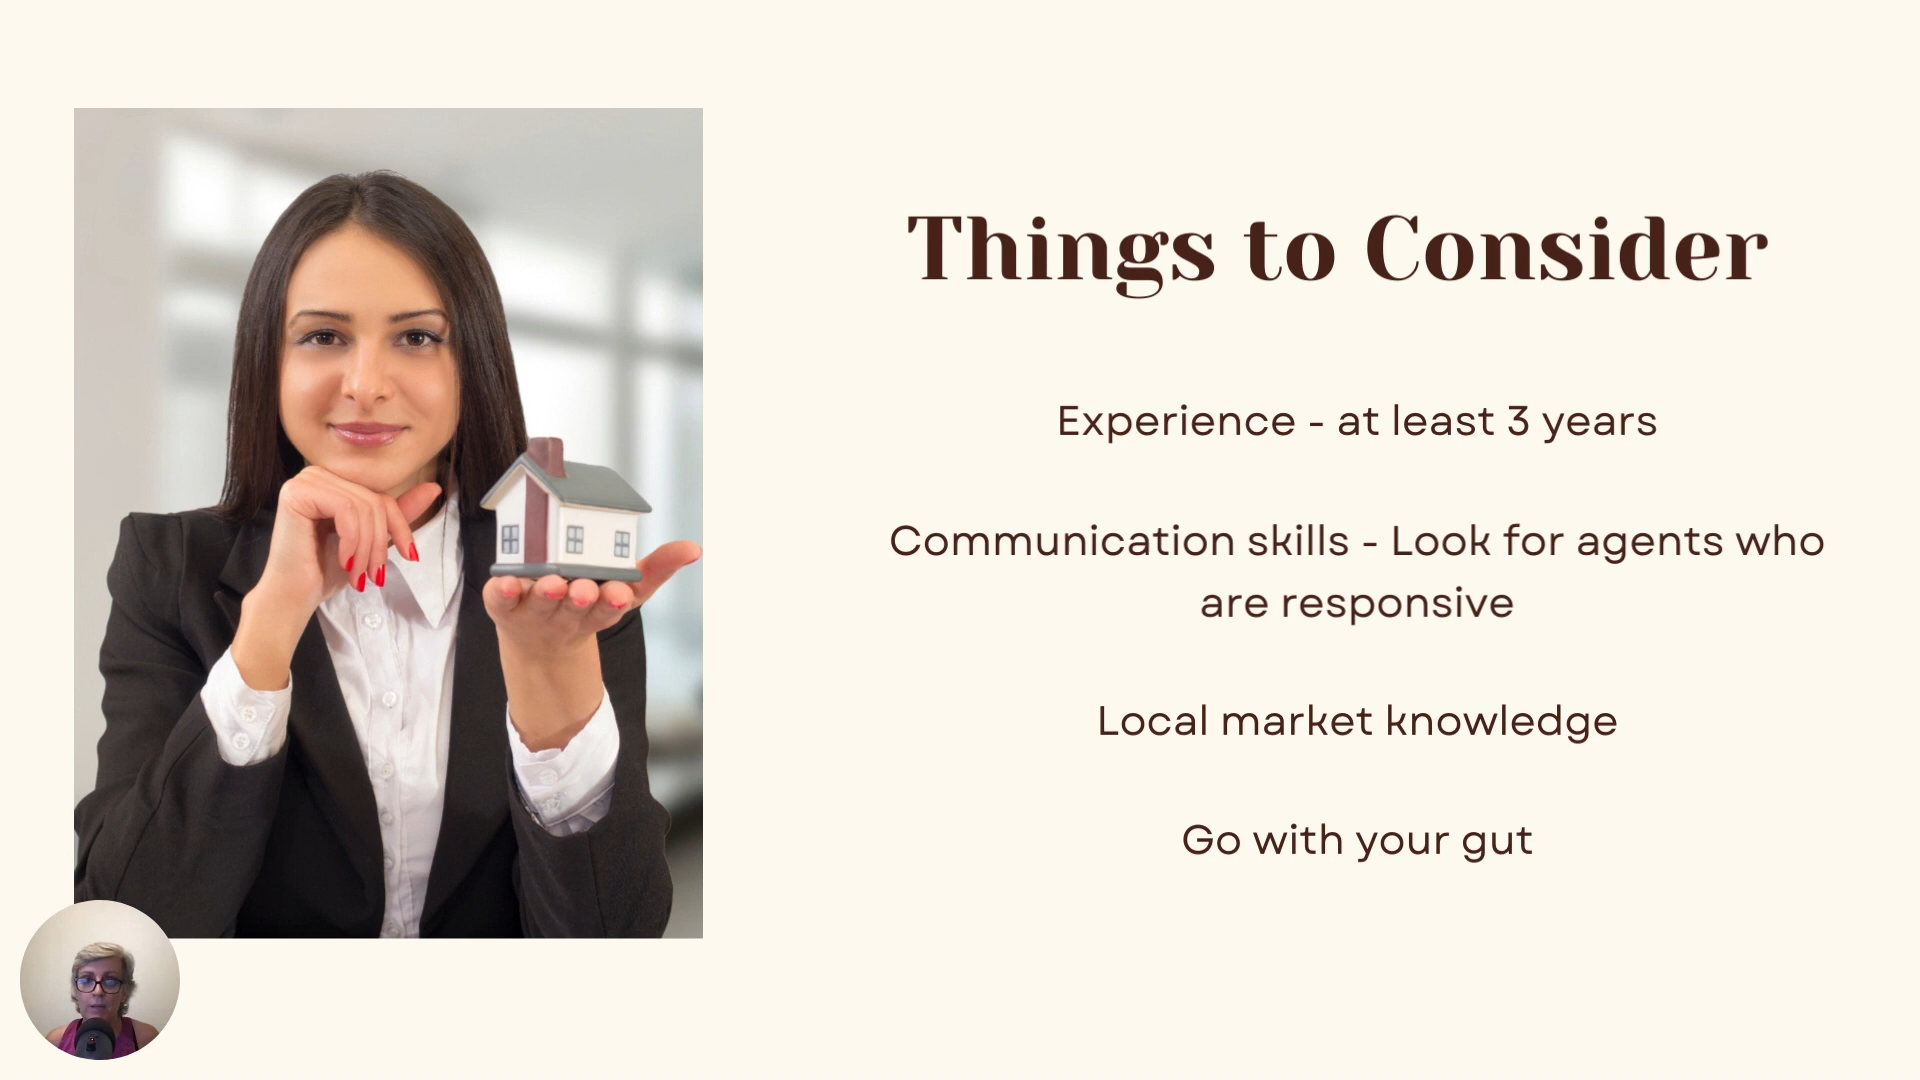 Things to Consider
Experience - at least 3 years
Communication skills - Look for agents who
are responsive
Local market knowledge
Go with your gut